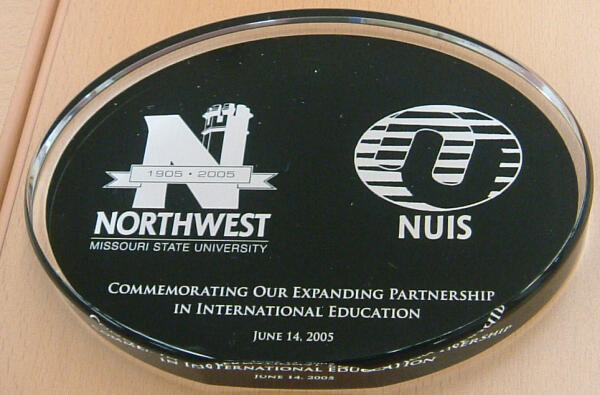 N
1905 • 2005
NORTHWEST
MISSOURI STATE UNIVERSITY
NUIS
COMMEMORATING OUR EXPANDING PARTNERSHIP
IN INTERNATIONAL EDUCATION
JUNE 14, 2005